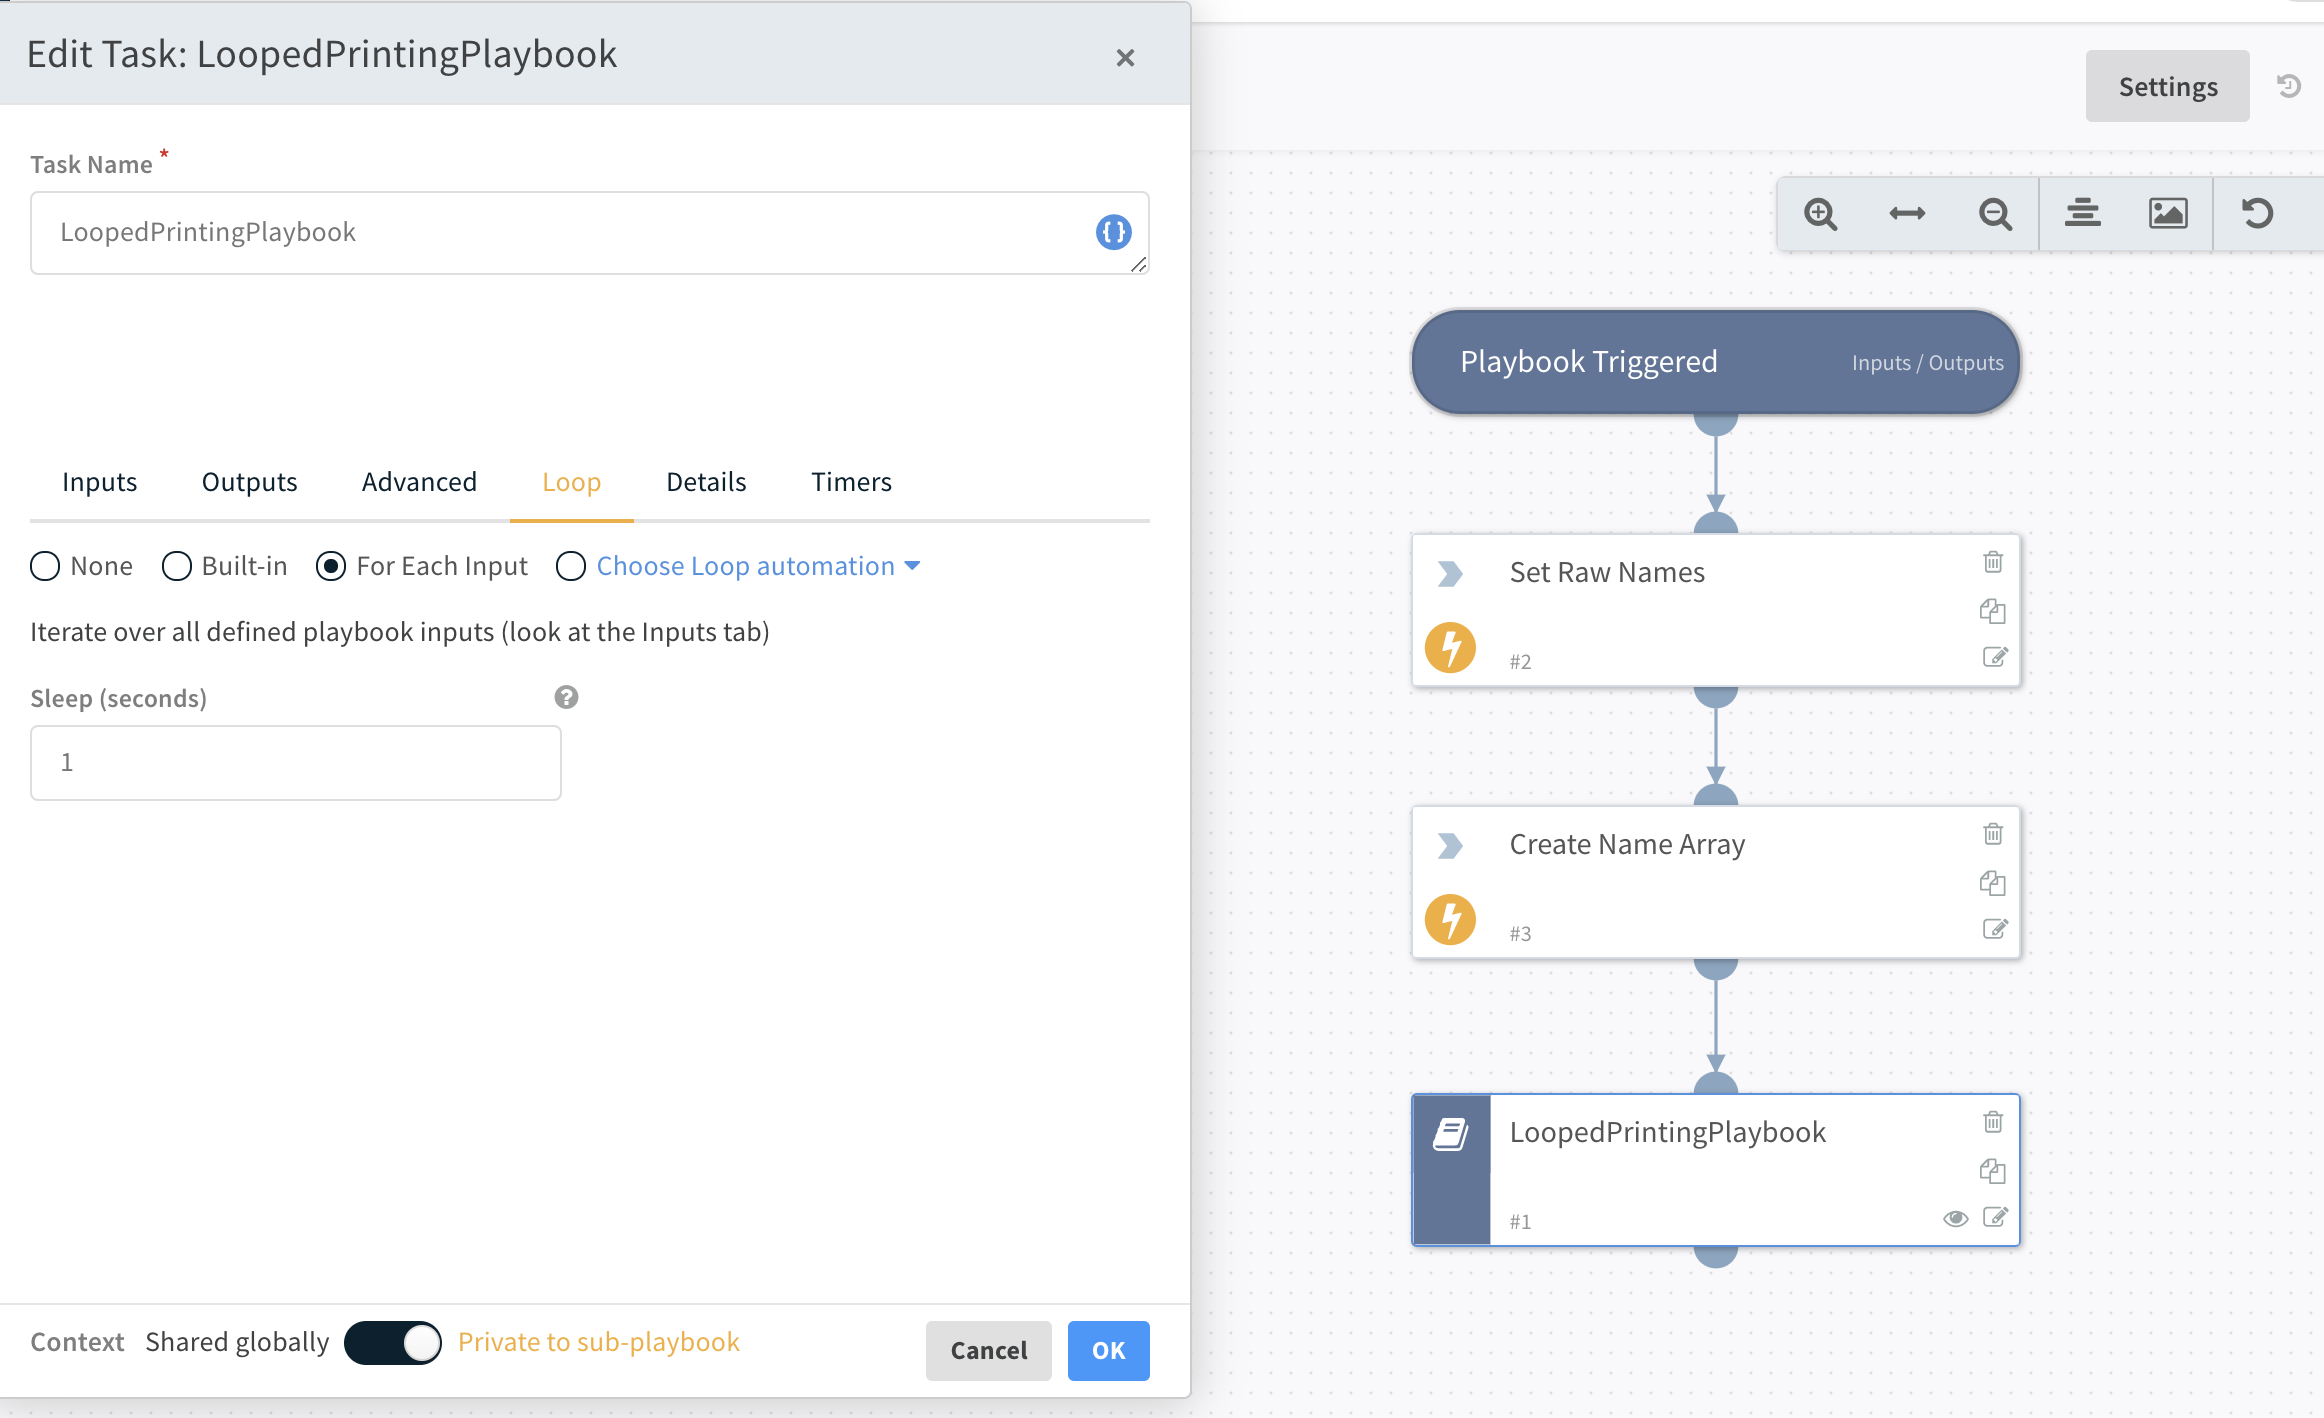 Edit Task: LoopedPrintingPlaybook
Task Name *
LoopedPrintingPlaybook
{}
Inputs Outputs Advanced Loop Details Timers
None Built-in For Each Input Choose Loop automation
Iterate over all defined playbook inputs (look at the Inputs tab)
Sleep (seconds)
1
Context Shared globally Private to sub-playbook
Cancel OK
Settings
Playbook Triggered Inputs / Outputs
Set Raw Names
#2
Create Name Array
#3
LoopedPrintingPlaybook
#1